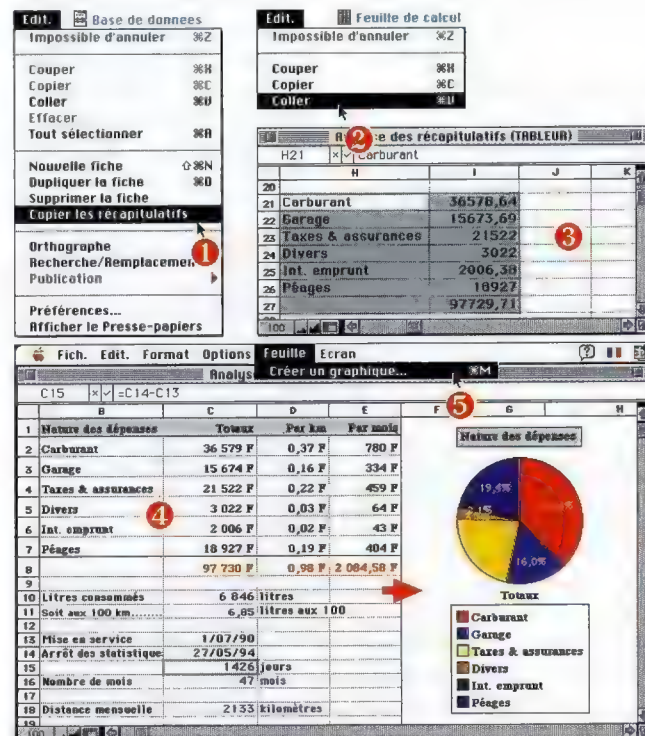 Edit. Base de donnees
Impossible d'annuler ⌘Z
Couper ⌘X
Copier ⌘C
Coller ⌘V
Effacer
Tout sélectionner ⌘A
Nouvelle fiche ⇧⌘N
Dupliquer la fiche ⌘D
Supprimer la fiche
Copier les récapitulatifs
1
Orthographe
Recherche/Remplacemen
Publication
Préférences...
Afficher le Presse-papiers
Edit. Feuille de calcul
Impossible d'annuler ⌘Z
Couper ⌘X
Copier ⌘C
Coller ⌘V
2
ce des récapitulatifs (TABLEUR)
H21 Carburant
H I J K
20
21 Carburant 36578,64
22 Garage 15673,69
23 Taxes & assurances 21522
24 Divers 3022
25 Int. emprunt 2006,38
26 Péages 18927
27 97729,71
3
100
Fich. Edit. Format Options Feuille Ecran
Analys
Créer un graphique... ⌘M
5
C15 =C14-C13
B C D E F G H
1 Nature des dépenses Totaux Par km Par mois
2 Carburant 36 579 F 0,37 F 780 F
3 Garage 15 674 F 0,16 F 334 F
4 Taxes & assurances 21 522 F 0,22 F 459 F
5 Divers 3 022 F 0,03 F 64 F
6 Int. emprunt 2 006 F 0,02 F 43 F
7 Péages 18 927 F 0,19 F 404 F
8 97 730 F 0,98 F 2 084,58 F
9
10 Litres consommés 6 846 litres
11 Soit aux 100 km....... 6,85 litres aux 100
12
13 Mise en service 1/07/90
14 Arrêt des statistique 27/05/94
15 1426 jours
16 Nombre de mois 47 mois
17
18 Distance mensuelle 2133 kilomètres
19
100
4
Nature des dépenses
19,4%
16,0%
Totaux
Carburant
Garage
Taxes & assurances
Divers
Int. emprunt
Péages